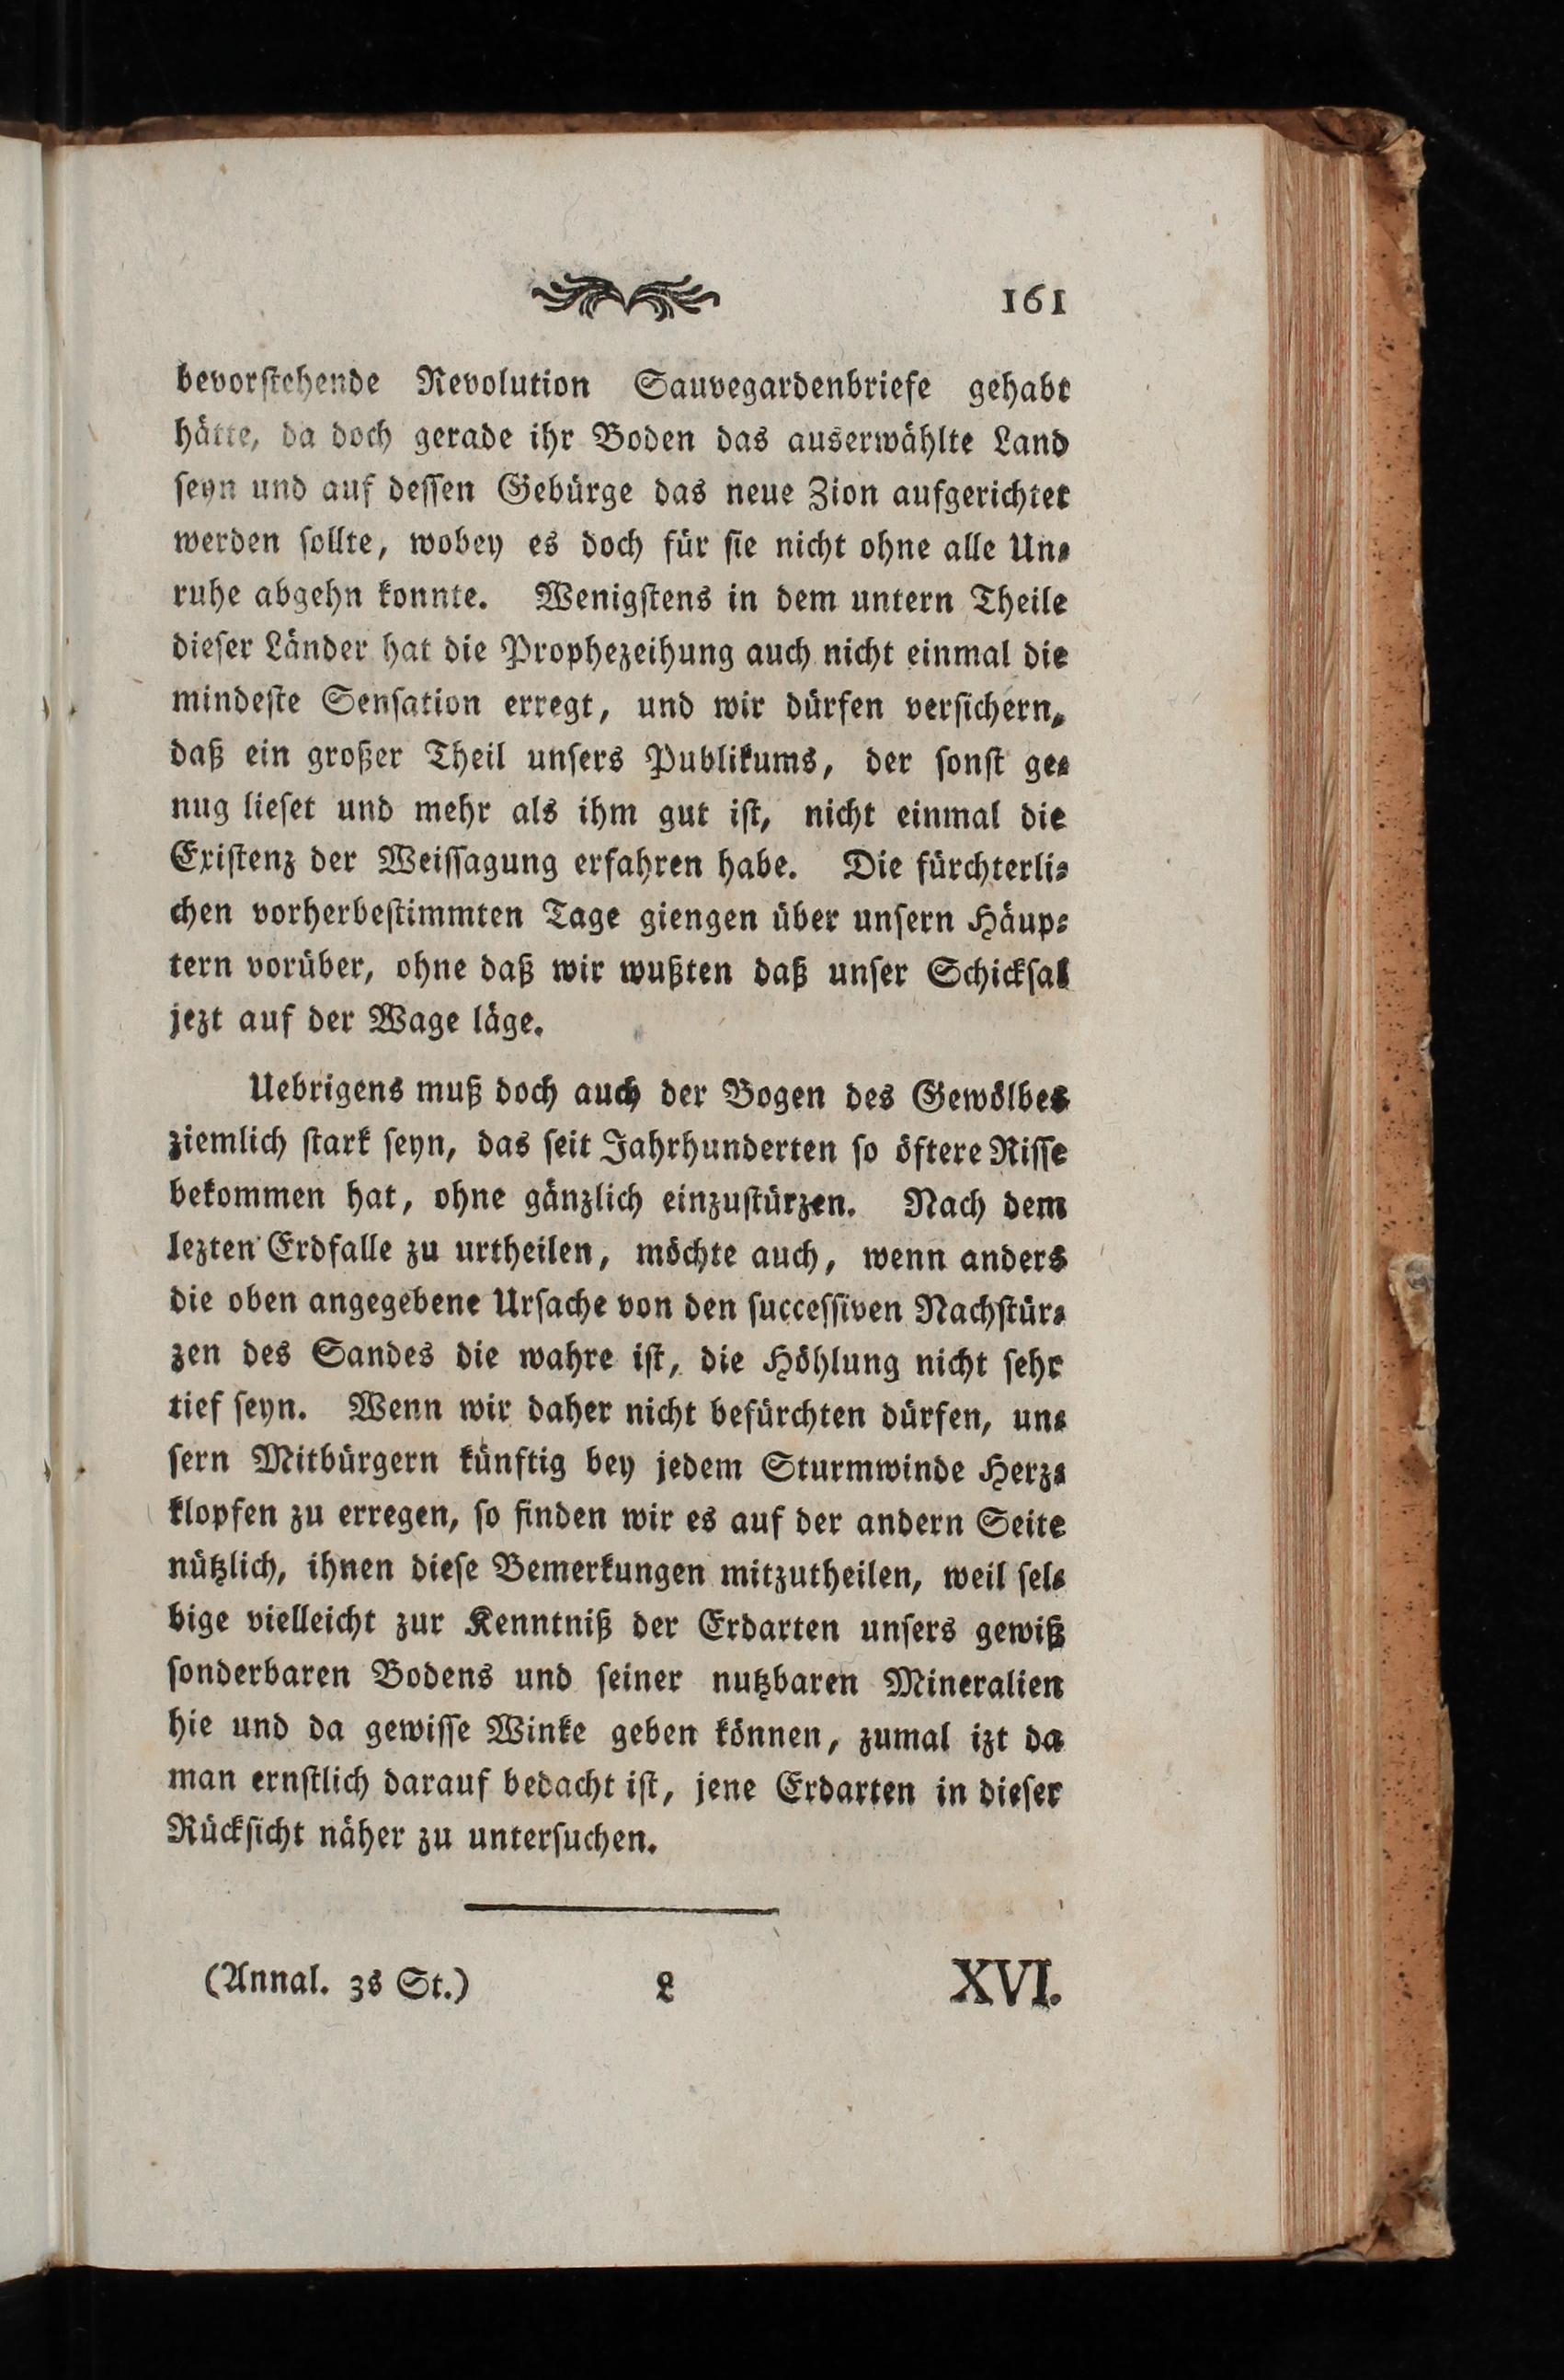 161
bevorſtehende Revolution Sauvegardenbriefe gehabt
hätte, da doch gerade ihr Boden das auserwählte Land
ſeyn und auf deſſen Gebürge das neue Zion aufgerichtet
werden ſollte, wobey es doch für ſie nicht ohne alle Un⸗
ruhe abgehn konnte. Wenigſtens in dem untern Theile
dieſer Länder hat die Prophezeihung auch nicht einmal die
mindeſte Senſation erregt, und wir dürfen verſichern,
daß ein großer Theil unſers Publikums, der ſonſt ge⸗
nug lieſet und mehr als ihm gut iſt, nicht einmal die
Exiſtenz der Weiſſagung erfahren habe. Die fürchterli⸗
chen vorherbeſtimmten Tage giengen über unſern Häup⸗
tern vorüber, ohne daß wir wußten daß unſer Schickſal
jezt auf der Wage läge.
Uebrigens muß doch auch der Bogen des Gewölbes
ziemlich ſtark ſeyn, das ſeit Jahrhunderten ſo öftere Riſſe
bekommen hat, ohne gänzlich einzuſtürzen. Nach dem
lezten Erdfalle zu urtheilen, möchte auch, wenn anders
die oben angegebene Urſache von den ſucceſſiven Nachſtür⸗
zen des Sandes die wahre iſt, die Höhlung nicht ſehr
tief ſeyn. Wenn wir daher nicht befürchten dürfen, un⸗
ſern Mitbürgern künftig bey jedem Sturmwinde Herz⸗
klopfen zu erregen, ſo finden wir es auf der andern Seite
nützlich, ihnen dieſe Bemerkungen mitzutheilen, weil ſel⸗
bige vielleicht zur Kenntniß der Erdarten unſers gewiß
ſonderbaren Bodens und ſeiner nutzbaren Mineralien
hie und da gewiſſe Winke geben können, zumal izt da
man ernſtlich darauf bedacht iſt, jene Erdarten in dieſer
Rückſicht näher zu unterſuchen.
(Annal. 3s St.) L XVI.